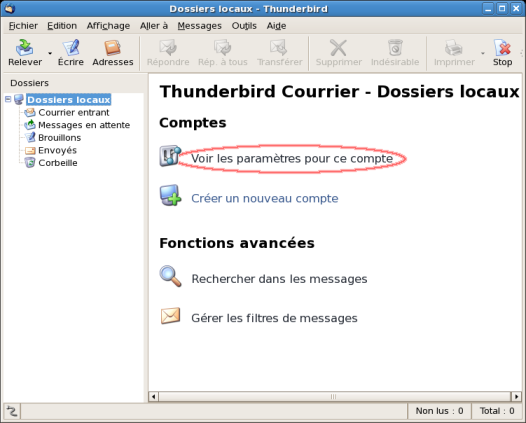 Dossiers locaux - Thunderbird
Fichier Edition Affichage Aller à Messages Outils Aide
Relever Écrire Adresses Répondre Rép. à tous Transférer Supprimer Indésirable Imprimer Stop
Dossiers
Dossiers locaux
Courrier entrant
Messages en attente
Brouillons
Envoyés
Corbeille
Thunderbird Courrier - Dossiers locaux
Comptes
Voir les paramètres pour ce compte
Créer un nouveau compte
Fonctions avancées
Rechercher dans les messages
Gérer les filtres de messages
Non lus : 0 Total : 0